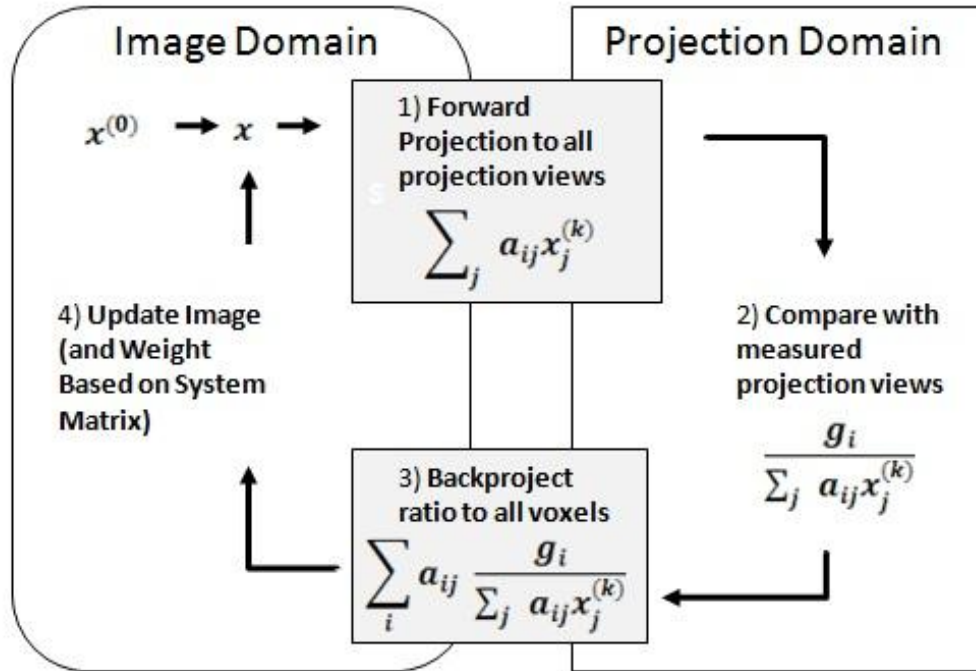 Image Domain
Projection Domain
x^(0) → x →
1) Forward
Projection to all
projection views
s
∑_j a_ij x_j^(k)
2) Compare with
measured
projection views
g_i
∑_j a_ij x_j^(k)
3) Backproject
ratio to all voxels
∑_i a_ij g_i / ∑_j a_ij x_j^(k)
4) Update Image
(and Weight
Based on System
Matrix)